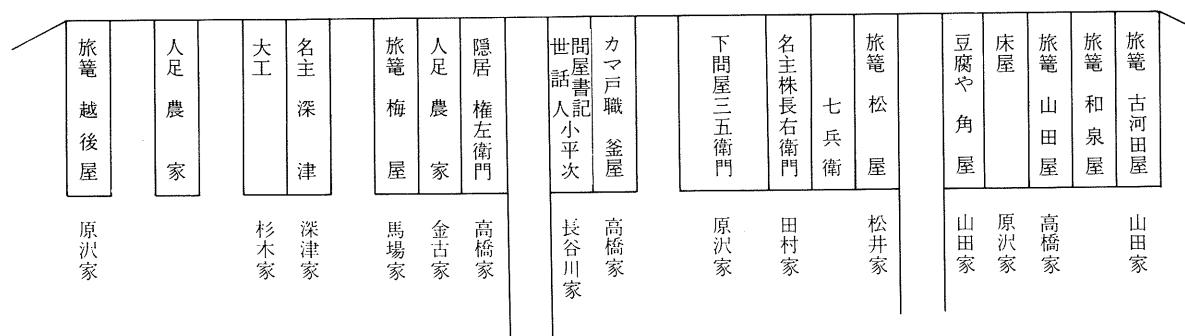 旅籠 古河田屋
旅籠 和泉屋
旅籠 山田屋
床屋
豆腐や 角屋
旅籠 松屋
七兵衛
名主株長右衛門
下問屋三五衛門
カマ戸職 釜屋
問屋書記
世話人小平次
隠居 権左衛門
人足農家
旅籠 梅屋
名主深津
大工
人足農家
旅籠 越後屋
山田家
高橋家
原沢家
山田家
松井家
田村家
原沢家
高橋家
長谷川家
高橋家
金古家
馬場家
深津家
杉木家
原沢家